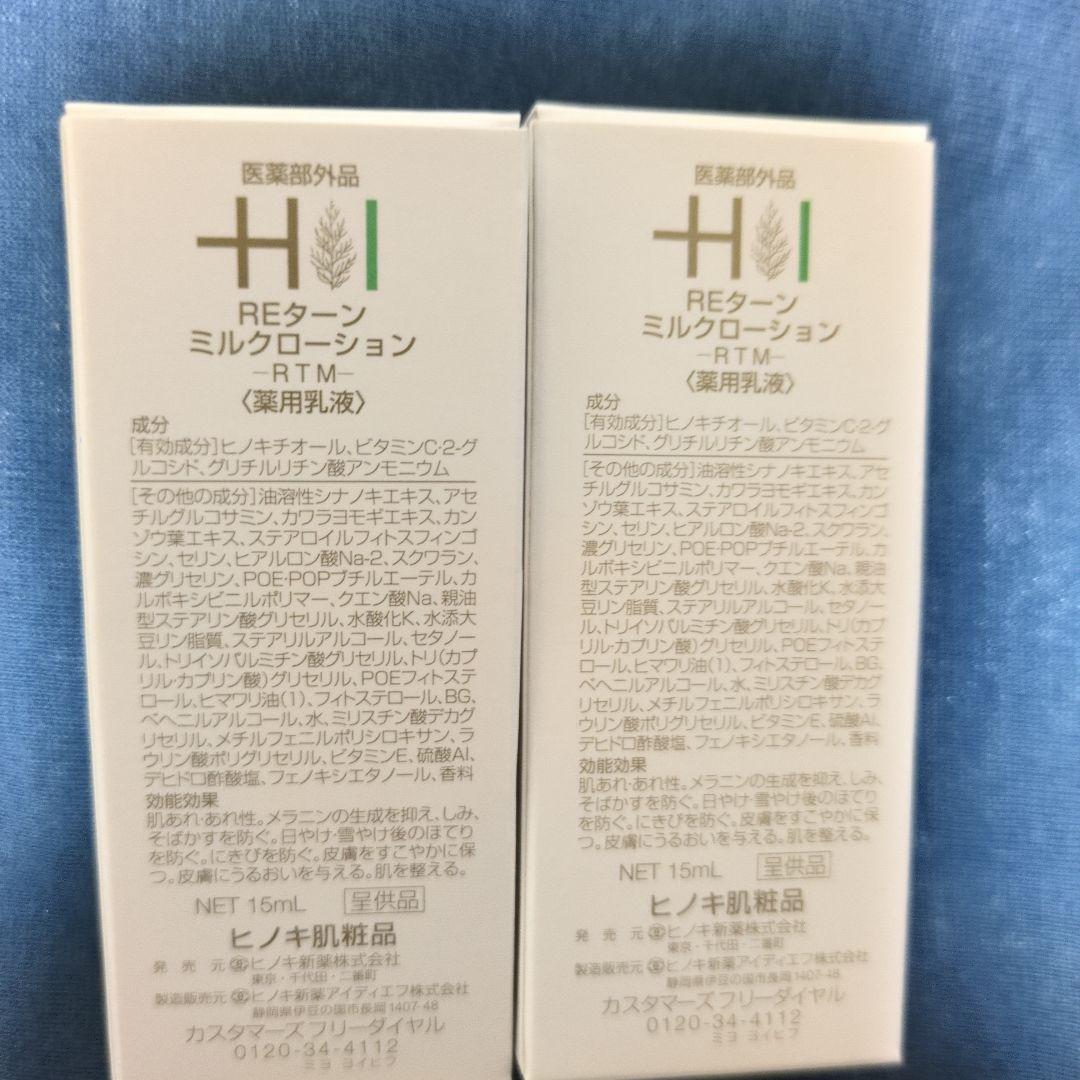 医薬部外品
HI
REターン
ミルクローション
–RTM–
〈薬用乳液〉
成分
[有効成分]ヒノキチオール、ビタミンC・2-グ
ルコシド、グリチルリチン酸アンモニウム
[その他の成分]油溶性シナノキエキス、アセ
チルグルコサミン、カワラヨモギエキス、カン
ゾウ葉エキス、ステアロイルフィトスフィンゴ
シン、セリン、ヒアルロン酸Na-2、スクワラン、
濃グリセリン、POE・POPブチルエーテル、カ
ルボキシビニルポリマー、クエン酸Na、親油
型ステアリン酸グリセリル、水酸化K、水添大
豆リン脂質、ステアリルアルコール、セタノー
ル、トリイソパルミチン酸グリセリル、トリ(カプ
リル・カプリン酸)グリセリル、POEフィトステ
ロール、ヒマワリ油(1)、フィトステロール、BG、
ベヘニルアルコール、水、ミリスチン酸デカグ
リセリル、メチルフェニルポリシロキサン、ラ
ウリン酸ポリグリセリル、ビタミンE、硫酸Al、
デヒドロ酢酸塩、フェノキシエタノール、香料
効能効果
肌あれ・あれ性。メラニンの生成を抑え、しみ、
そばかすを防ぐ。日やけ・雪やけ後のほてり
を防ぐ。にきびを防ぐ。皮膚をすこやかに保
つ。皮膚にうるおいを与える。肌を整える。
NET 15mL 呈供品
ヒノキ肌粧品
発売元 ヒノキ新薬株式会社
東京・千代田・二番町
製造販売元 ヒノキ新薬アイディエフ株式会社
静岡県伊豆の国市長岡1407-48
カスタマーズフリーダイヤル
0120-34-4112
ミヨ ヨイヒフ
医薬部外品
HI
REターン
ミルクローション
–RTM–
〈薬用乳液〉
成分
[有効成分]ヒノキチオール、ビタミンC・2-グ
ルコシド、グリチルリチン酸アンモニウム
[その他の成分]油溶性シナノキエキス、アセ
チルグルコサミン、カワラヨモギエキス、カン
ゾウ葉エキス、ステアロイルフィトスフィンゴ
シン、セリン、ヒアルロン酸Na-2、スクワラン、
濃グリセリン、POE・POPブチルエーテル、カ
ルボキシビニルポリマー、クエン酸Na、親油
型ステアリン酸グリセリル、水酸化K、水添大
豆リン脂質、ステアリルアルコール、セタノー
ル、トリイソパルミチン酸グリセリル、トリ(カプ
リル・カプリン酸)グリセリル、POEフィトステ
ロール、ヒマワリ油(1)、フィトステロール、BG、
ベヘニルアルコール、水、ミリスチン酸デカグ
リセリル、メチルフェニルポリシロキサン、ラ
ウリン酸ポリグリセリル、ビタミンE、硫酸Al、
デヒドロ酢酸塩、フェノキシエタノール、香料
効能効果
肌あれ・あれ性。メラニンの生成を抑え、しみ、
そばかすを防ぐ。日やけ・雪やけ後のほてり
を防ぐ。にきびを防ぐ。皮膚をすこやかに保
つ。皮膚にうるおいを与える。肌を整える。
NET 15mL 呈供品
ヒノキ肌粧品
発売元 ヒノキ新薬株式会社
東京・千代田・二番町
製造販売元 ヒノキ新薬アイディエフ株式会社
静岡県伊豆の国市長岡1407-48
カスタマーズフリーダイヤル
0120-34-4112
ミヨ ヨイヒフ